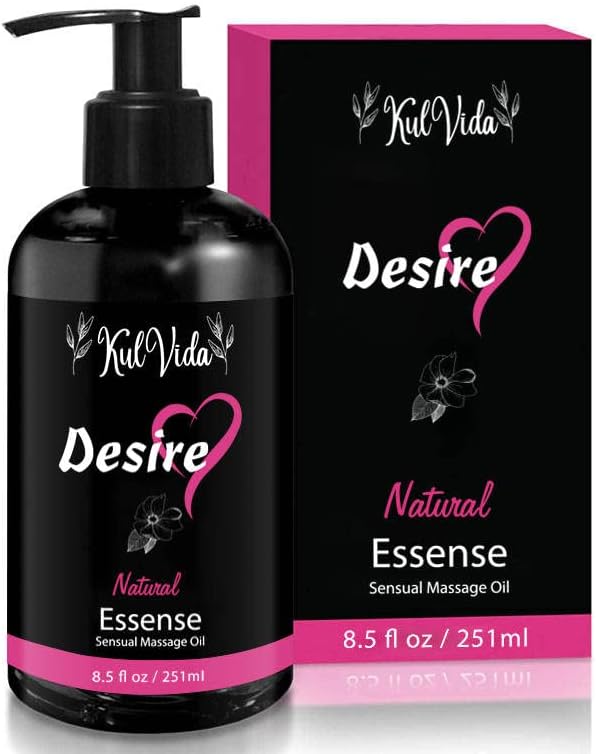 KulVida
Desire
Natural
Essense
Sensual Massage Oil
8.5 fl oz / 251ml
KulVida
Desire
Natural
Essense
Sensual Massage Oil
8.5 fl oz / 251ml